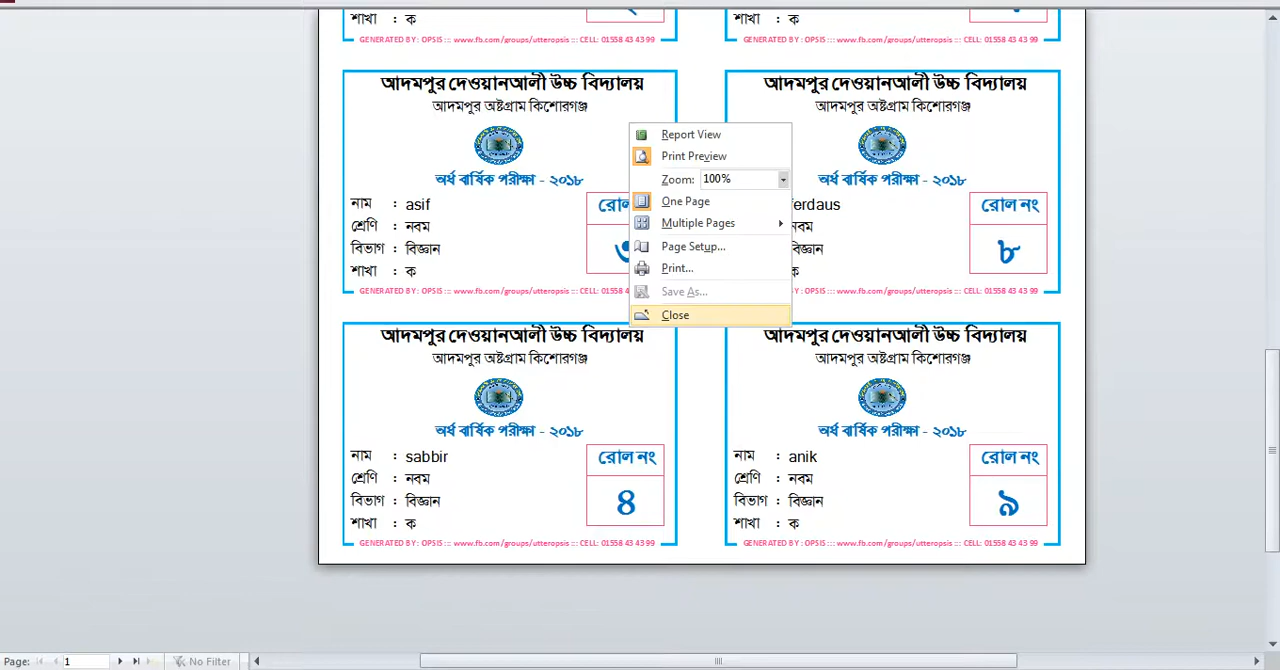 শাখা : ক
GENERATED BY : OPSIS ::: www.fb.com/groups/utteropsis ::: CELL: 01558 43 43 99
শাখা : ক
GENERATED BY : OPSIS ::: www.fb.com/groups/utteropsis ::: CELL: 01558 43 43 99
আদমপুর দেওয়ানআলী উচ্চ বিদ্যালয়
আদমপুর অষ্টগ্রাম কিশোরগঞ্জ
অর্ধ বার্ষিক পরীক্ষা - ২০১৮
নাম : asif
শ্রেণি : নবম
বিভাগ : বিজ্ঞান
শাখা : ক
GENERATED BY : OPSIS ::: www.fb.com/groups/utteropsis
Report View
Print Preview
Zoom: 100%
One Page
Multiple Pages
Page Setup...
Print...
Save As...
Close
আদমপুর দেওয়ানআলী উচ্চ বিদ্যালয়
আদমপুর অষ্টগ্রাম কিশোরগঞ্জ
অর্ধ বার্ষিক পরীক্ষা - ২০১৮
ferdaus
নবম
বিজ্ঞান
ক
রোল নং
৮
www.fb.com/groups/utteropsis ::: CELL: 01558 43 43 99
আদমপুর দেওয়ানআলী উচ্চ বিদ্যালয়
আদমপুর অষ্টগ্রাম কিশোরগঞ্জ
অর্ধ বার্ষিক পরীক্ষা - ২০১৮
নাম : sabbir
শ্রেণি : নবম
বিভাগ : বিজ্ঞান
শাখা : ক
রোল নং
৪
GENERATED BY : OPSIS ::: www.fb.com/groups/utteropsis ::: CELL: 01558 43 43 99
আদমপুর দেওয়ানআলী উচ্চ বিদ্যালয়
আদমপুর অষ্টগ্রাম কিশোরগঞ্জ
অর্ধ বার্ষিক পরীক্ষা - ২০১৮
নাম : anik
শ্রেণি : নবম
বিভাগ : বিজ্ঞান
শাখা : ক
রোল নং
৯
GENERATED BY : OPSIS ::: www.fb.com/groups/utteropsis ::: CELL: 01558 43 43 99
Page: 1
No Filter